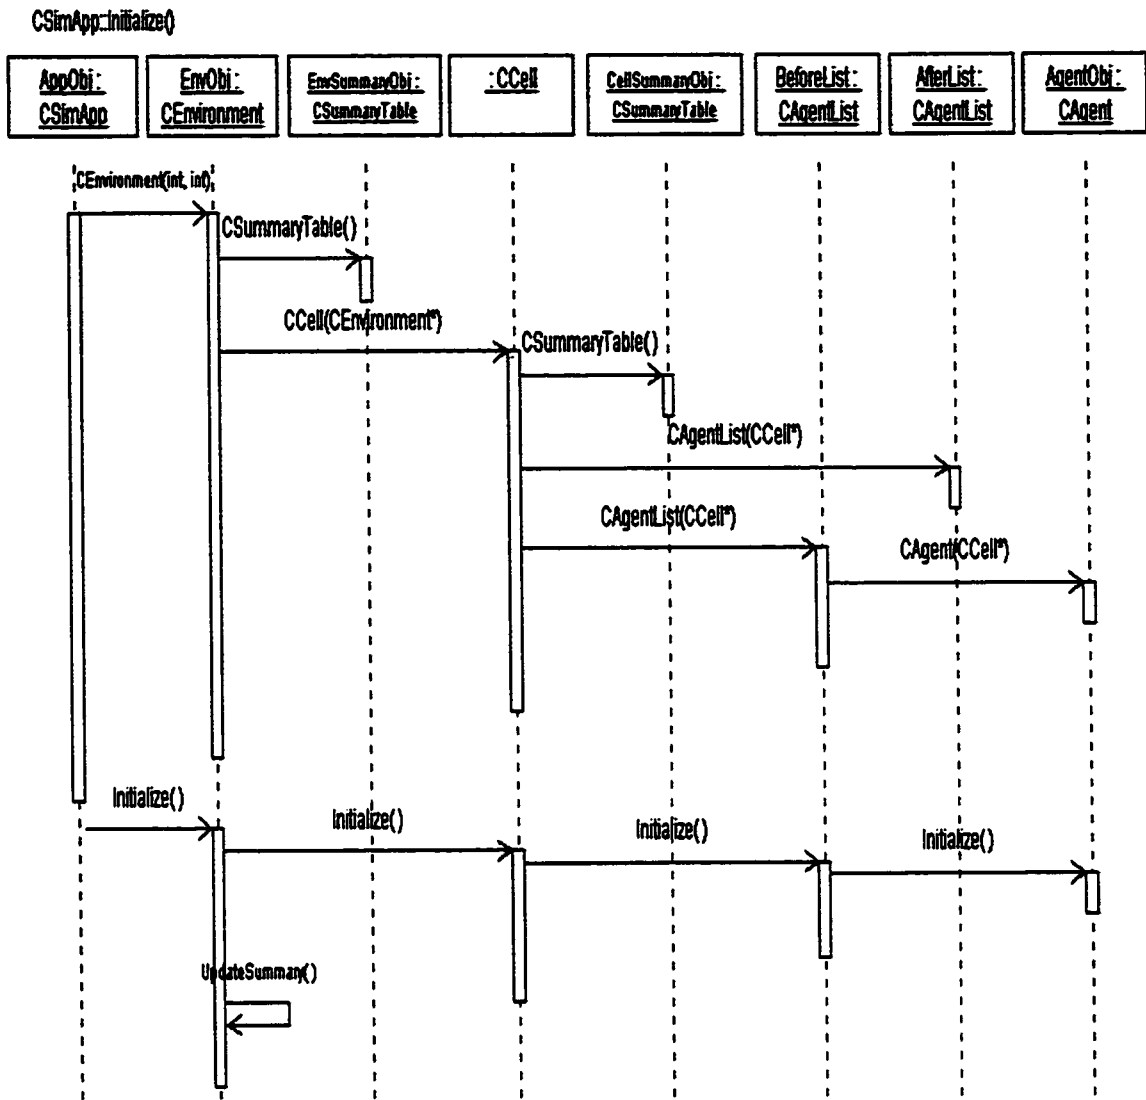 CSimApp::Initialize()
AppObj :
CSimApp
EnvObj :
CEnvironment
EnvSummaryObj :
CSummaryTable
: CCell
CellSummaryObj :
CSummaryTable
BeforeList :
CAgentList
AfterList :
CAgentList
AgentObj :
CAgent
CEnvironment(int, int)
CSummaryTable( )
CCell(CEnvironment*)
CSummaryTable( )
CAgentList(CCell*)
CAgentList(CCell*)
CAgent(CCell*)
Initialize( )
Initialize( )
Initialize( )
Initialize( )
UpdateSummary( )